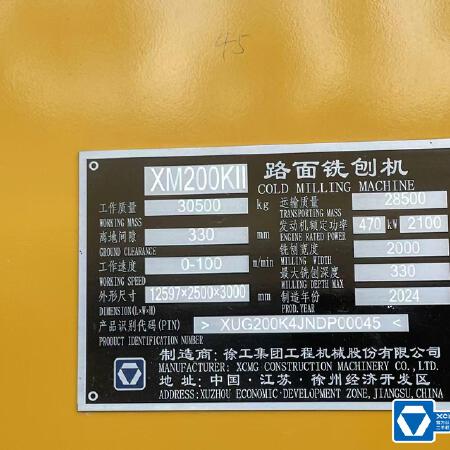 45
XM200KII 路面铣刨机
COLD MILLING MACHINE
工作质量 30500 kg 运输质量 28500
WORKING MASS TRANSPORTING MASS
离地间隙 330 mm 发动机额定功率 470 kW 2100
GROUND CLEARANCE ENGINE RATED POWER
工作速度 0-100 m/min 铣刨宽度 2000
WORKING SPEED MILLING WIDTH
最大铣刨深度 330
MILLING DEPTH
外形尺寸 12597×2500×3000 mm 制造年份 2024
DIMENSION(L×W×H) PROD. YEAR
产品识别代码(PIN) > XUG200K4JNDP00045 <
PRODUCT IDENTIFICATION NUMBER
制造商: 徐工集团工程机械股份有限公司
MANUFACTURER: XCMG CONSTRUCTION MACHINERY CO., LTD.
地 址: 中国·江苏·徐州经济开发区
ADDRESS: XUZHOU ECONOMIC·DEVELOPMENT ZONE, JIANGSU, CHINA
XCM